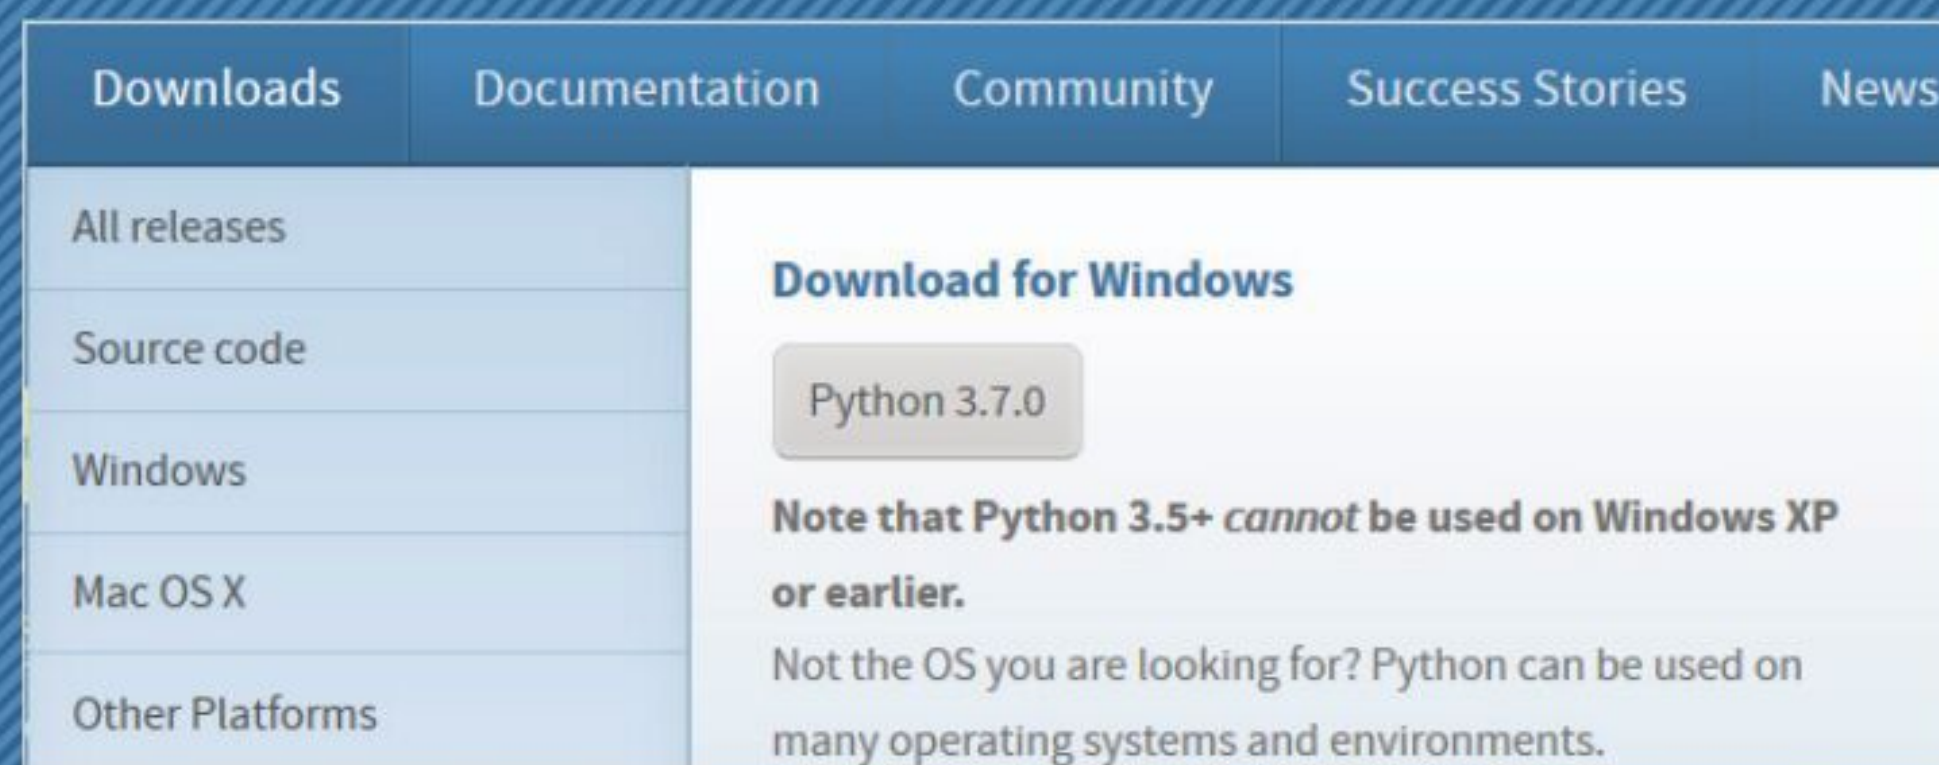 Downloads Documentation Community Success Stories News
All releases
Source code
Windows
Mac OS X
Other Platforms
Download for Windows
Python 3.7.0
Note that Python 3.5+ cannot be used on Windows XP
or earlier.
Not the OS you are looking for? Python can be used on
many operating systems and environments.